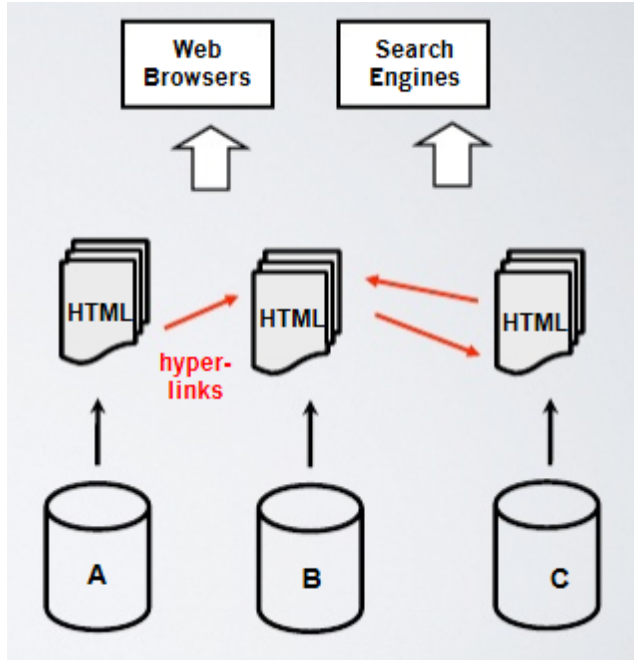 Web
Browsers
Search
Engines
HTML
HTML
HTML
hyper-
links
A
B
C